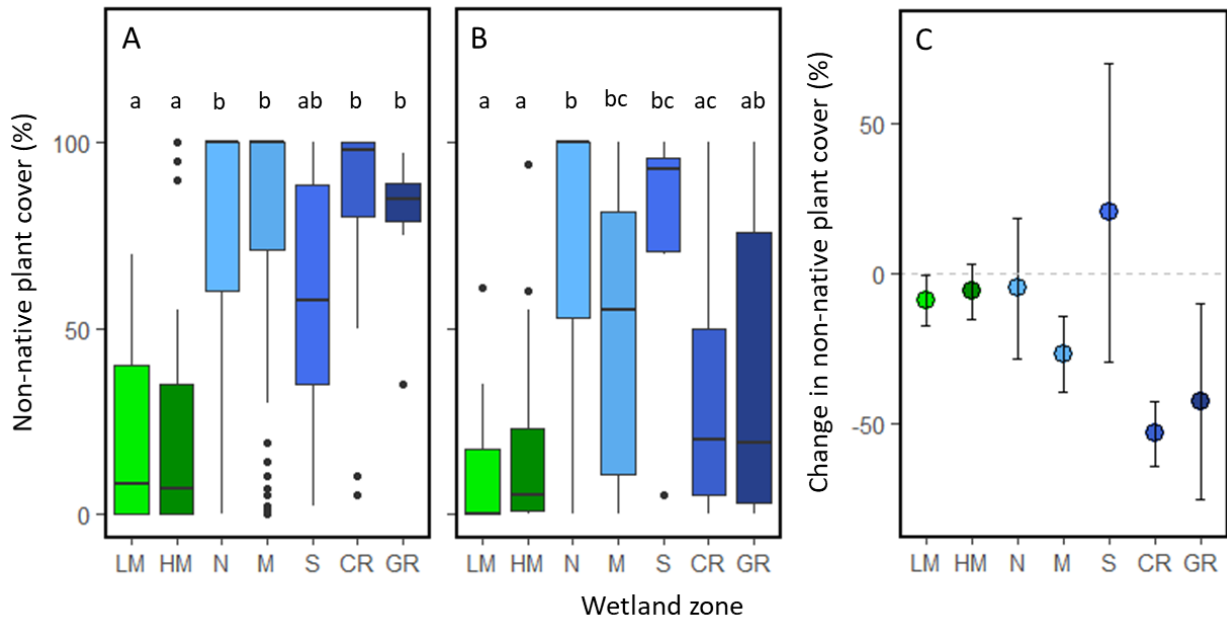 A
B
C
a a b b ab b b
a a b bc bc ac ab
Non-native plant cover (%)
100
50
0
Change in non-native plant cover (%)
50
0
-50
LM HM N M S CR GR
LM HM N M S CR GR
LM HM N M S CR GR
Wetland zone